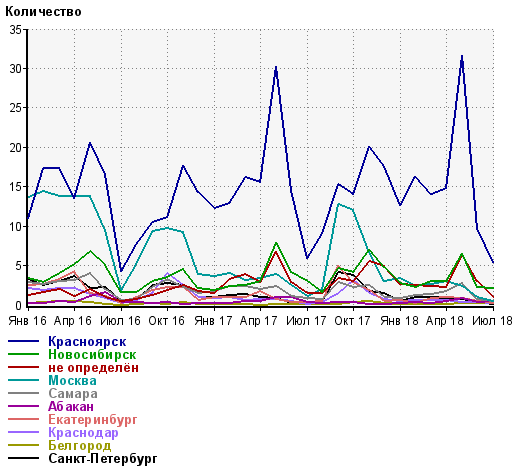 Количество
35
30
25
20
15
10
5
0
Янв 16 Апр 16 Июл 16 Окт 16 Янв 17 Апр 17 Июл 17 Окт 17 Янв 18 Апр 18 Июл 18
Красноярск
Новосибирск
не определён
Москва
Самара
Абакан
Екатеринбург
Краснодар
Белгород
Санкт-Петербург